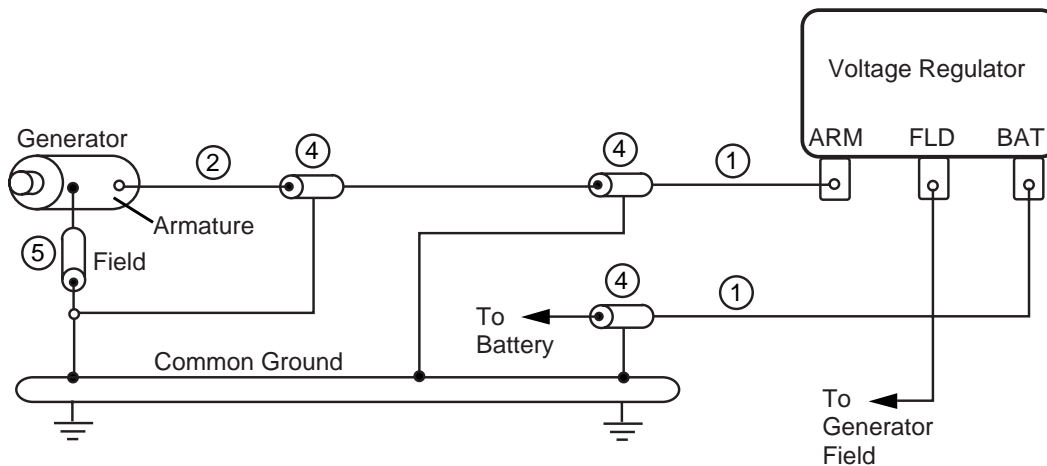 Voltage Regulator
ARM FLD BAT
Generator
2
4
4
1
Armature
5
Field
4
1
To
Battery
Common Ground
To
Generator
Field